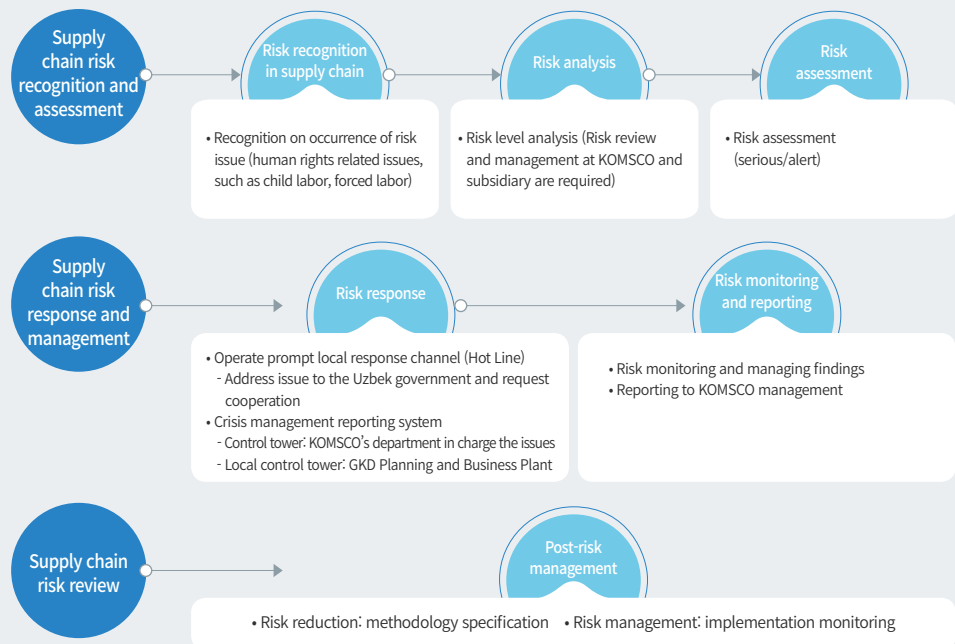 Supply
chain risk
recognition and
assessment
Risk recognition
in supply chain
• Recognition on occurrence of risk
issue (human rights related issues,
such as child labor, forced labor)
Risk analysis
• Risk level analysis (Risk review
and management at KOMSCO and
subsidiary are required)
Risk
assessment
• Risk assessment
(serious/alert)
Supply
chain risk
response and
management
Risk response
• Operate prompt local response channel (Hot Line)
- Address issue to the Uzbek government and request
cooperation
• Crisis management reporting system
- Control tower: KOMSCO's department in charge the issues
- Local control tower: GKD Planning and Business Plant
Risk monitoring
and reporting
• Risk monitoring and managing findings
• Reporting to KOMSCO management
Supply chain
risk review
Post-risk
management
• Risk reduction: methodology specification • Risk management: implementation monitoring